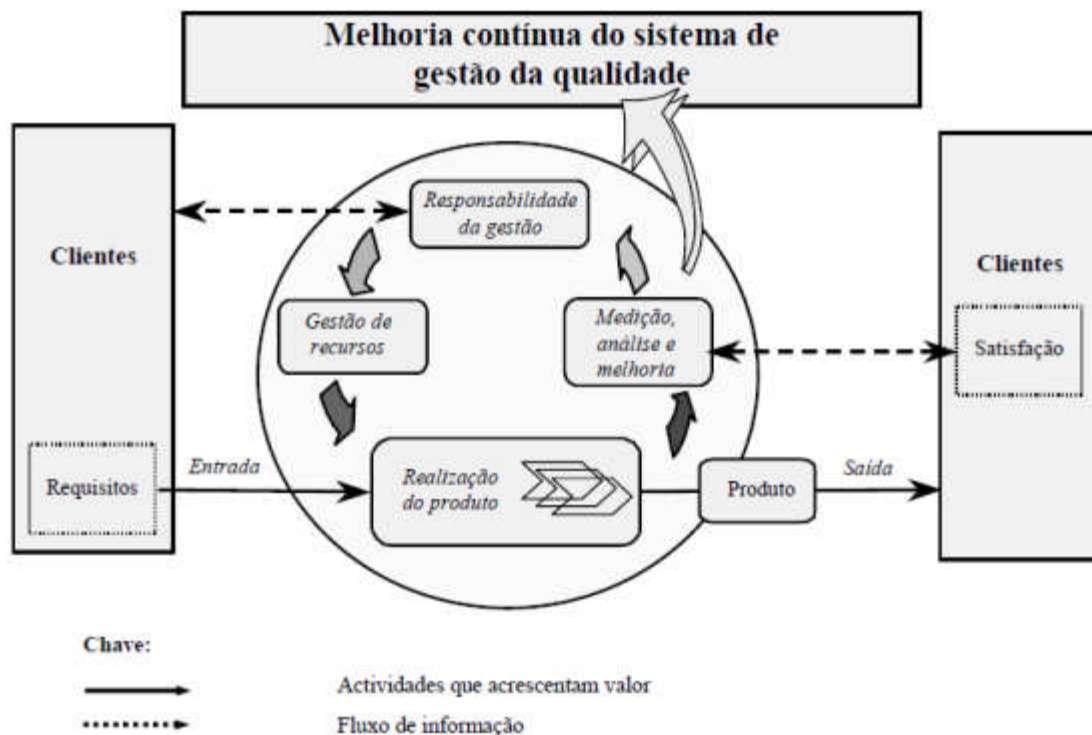 Melhoria contínua do sistema de
gestão da qualidade
Responsabilidade
da gestão
Clientes
Clientes
Gestão de
recursos
Medição,
análise e
melhoria
Satisfação
Requisitos
Entrada
Realização
do produto
Produto
Saída
Chave:
Actividades que acrescentam valor
Fluxo de informação